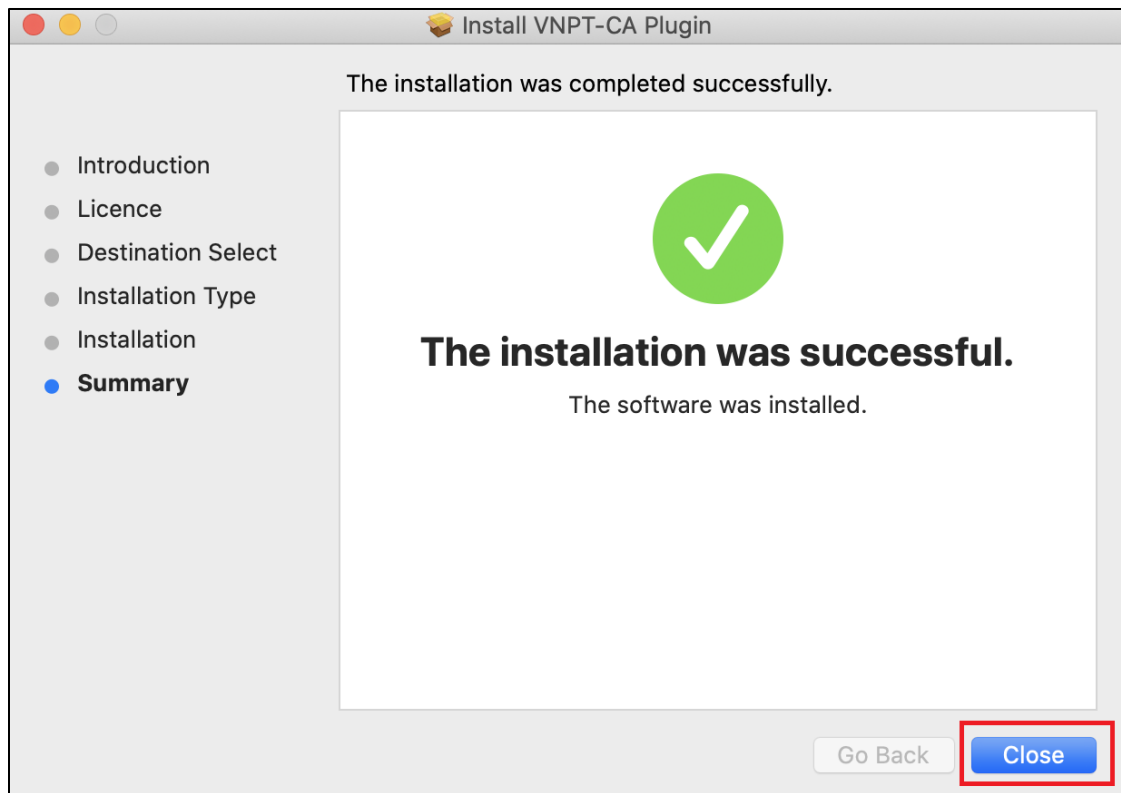 Install VNPT-CA Plugin
The installation was completed successfully.
Introduction
Licence
Destination Select
Installation Type
Installation
Summary
The installation was successful.
The software was installed.
Go Back
Close